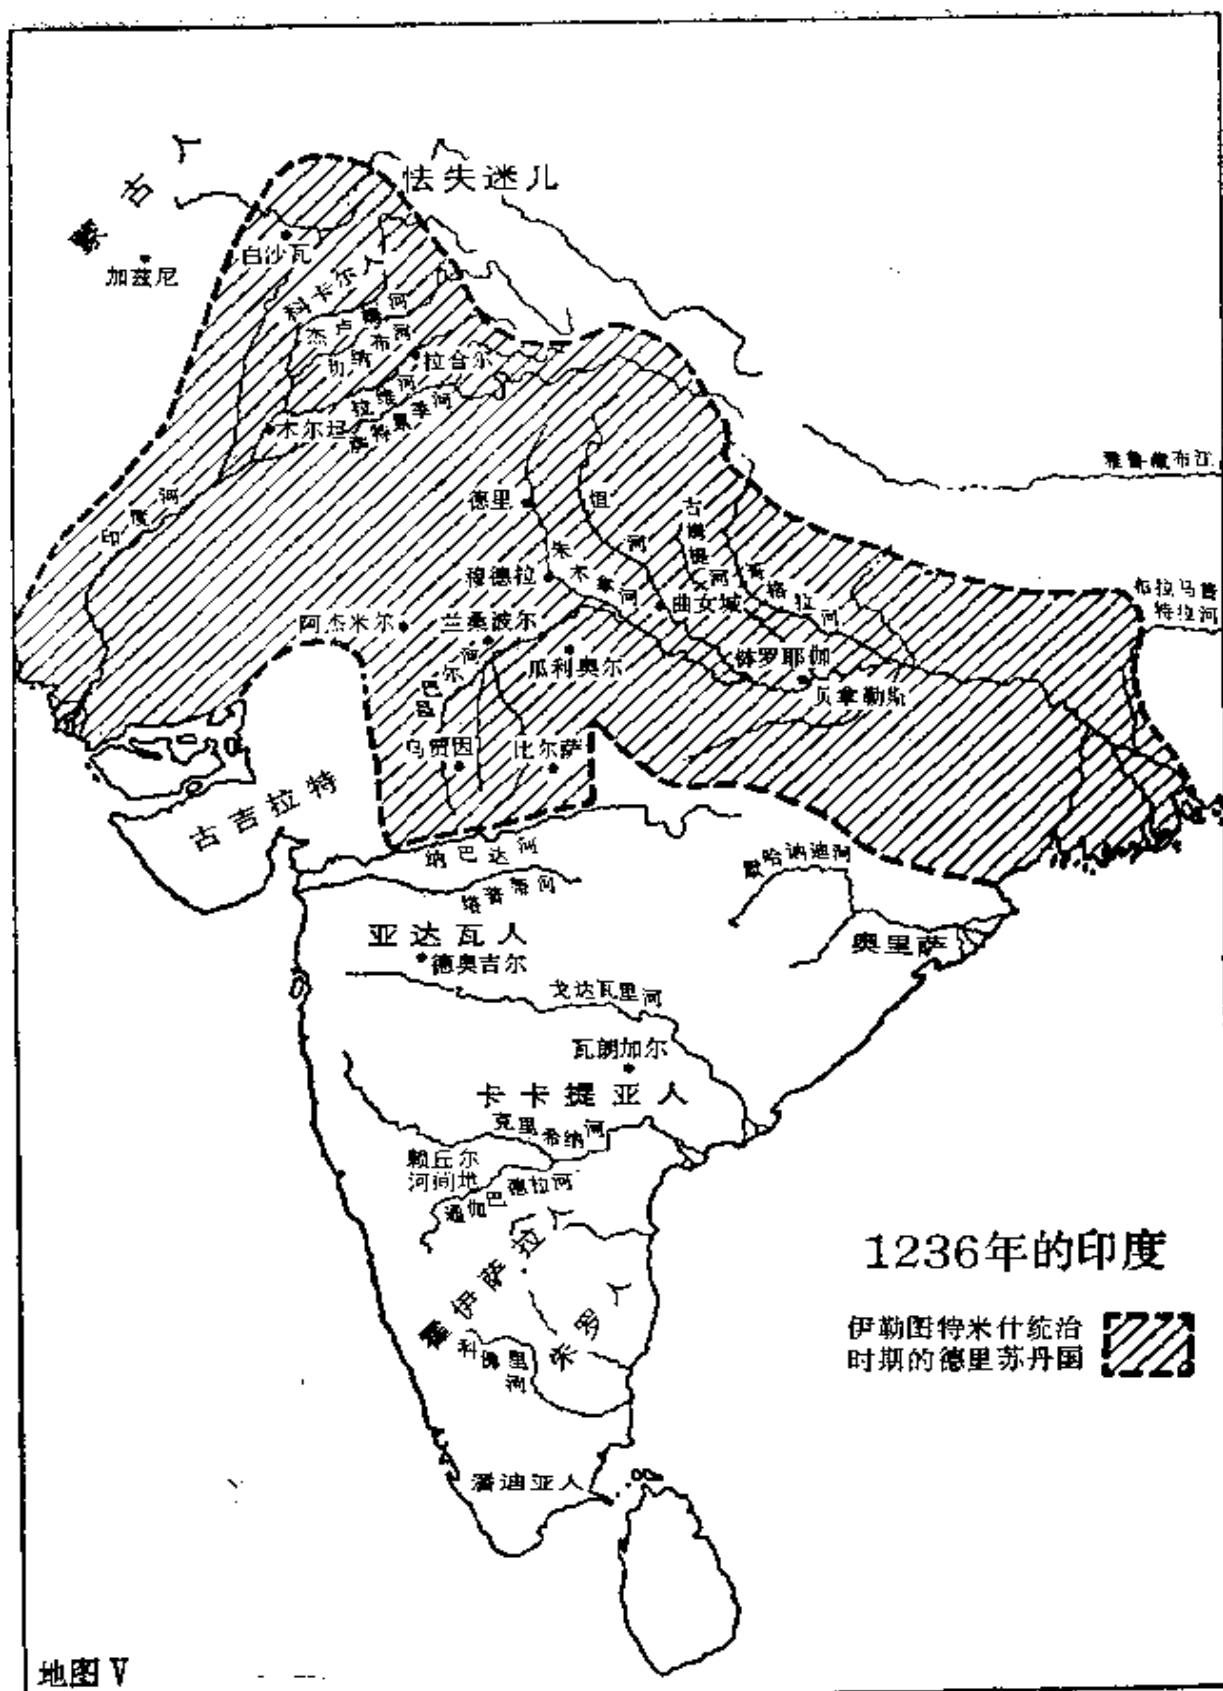 蒙古人
怯失迷儿
白沙瓦
加兹尼
科卡尔人
杰卢姆河
切纳布河
拉合尔
拉维河
萨特累季河
木尔坦
印度河
雅鲁藏布江
德里
恒河
古姆提河
朱木拿河
穆德拉
哥格拉河
曲女城
布拉马普
特拉河
阿杰米尔
兰桑波尔
瓜利奥尔
钵罗耶伽
贝拿勒斯
昌巴尔河
乌贾因
比尔萨
古吉拉特
纳巴达河
塔普蒂河
默哈纳迪河
亚达瓦人
德奥吉尔
奥里萨
戈达瓦里河
瓦朗加尔
卡卡提亚人
克里希纳河
赖丘尔
河间地
通伽巴德拉河
霍伊萨拉人
朱罗人
科佛里河
潘迪亚人
1236年的印度
伊勒图特米什统治
时期的德里苏丹国
地图 V